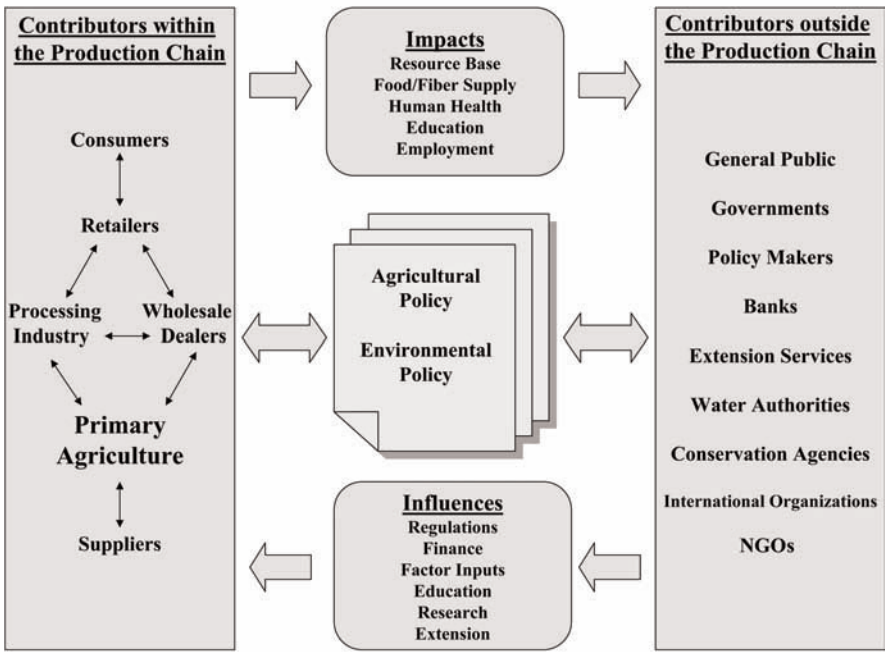 Contributors within
the Production Chain
Consumers
Retailers
Processing
Industry
Wholesale
Dealers
Primary
Agriculture
Suppliers
Impacts
Resource Base
Food/Fiber Supply
Human Health
Education
Employment
Agricultural
Policy
Environmental
Policy
Influences
Regulations
Finance
Factor Inputs
Education
Research
Extension
Contributors outside
the Production Chain
General Public
Governments
Policy Makers
Banks
Extension Services
Water Authorities
Conservation Agencies
International Organizations
NGOs